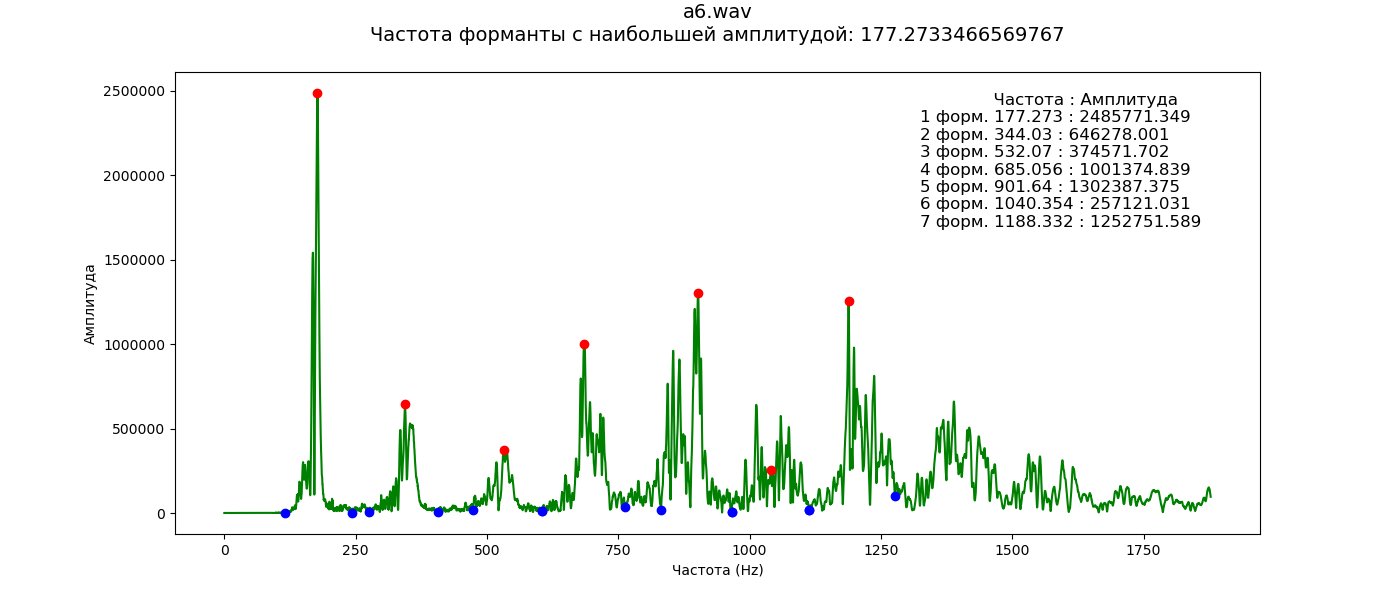 a6.wav
Частота форманты с наибольшей амплитудой: 177.2733466569767
Частота : Амплитуда
1 форм. 177.273 : 2485771.349
2 форм. 344.03 : 646278.001
3 форм. 532.07 : 374571.702
4 форм. 685.056 : 1001374.839
5 форм. 901.64 : 1302387.375
6 форм. 1040.354 : 257121.031
7 форм. 1188.332 : 1252751.589
2500000
2000000
1500000
1000000
500000
0
Амплитуда
0 250 500 750 1000 1250 1500 1750
Частота (Hz)